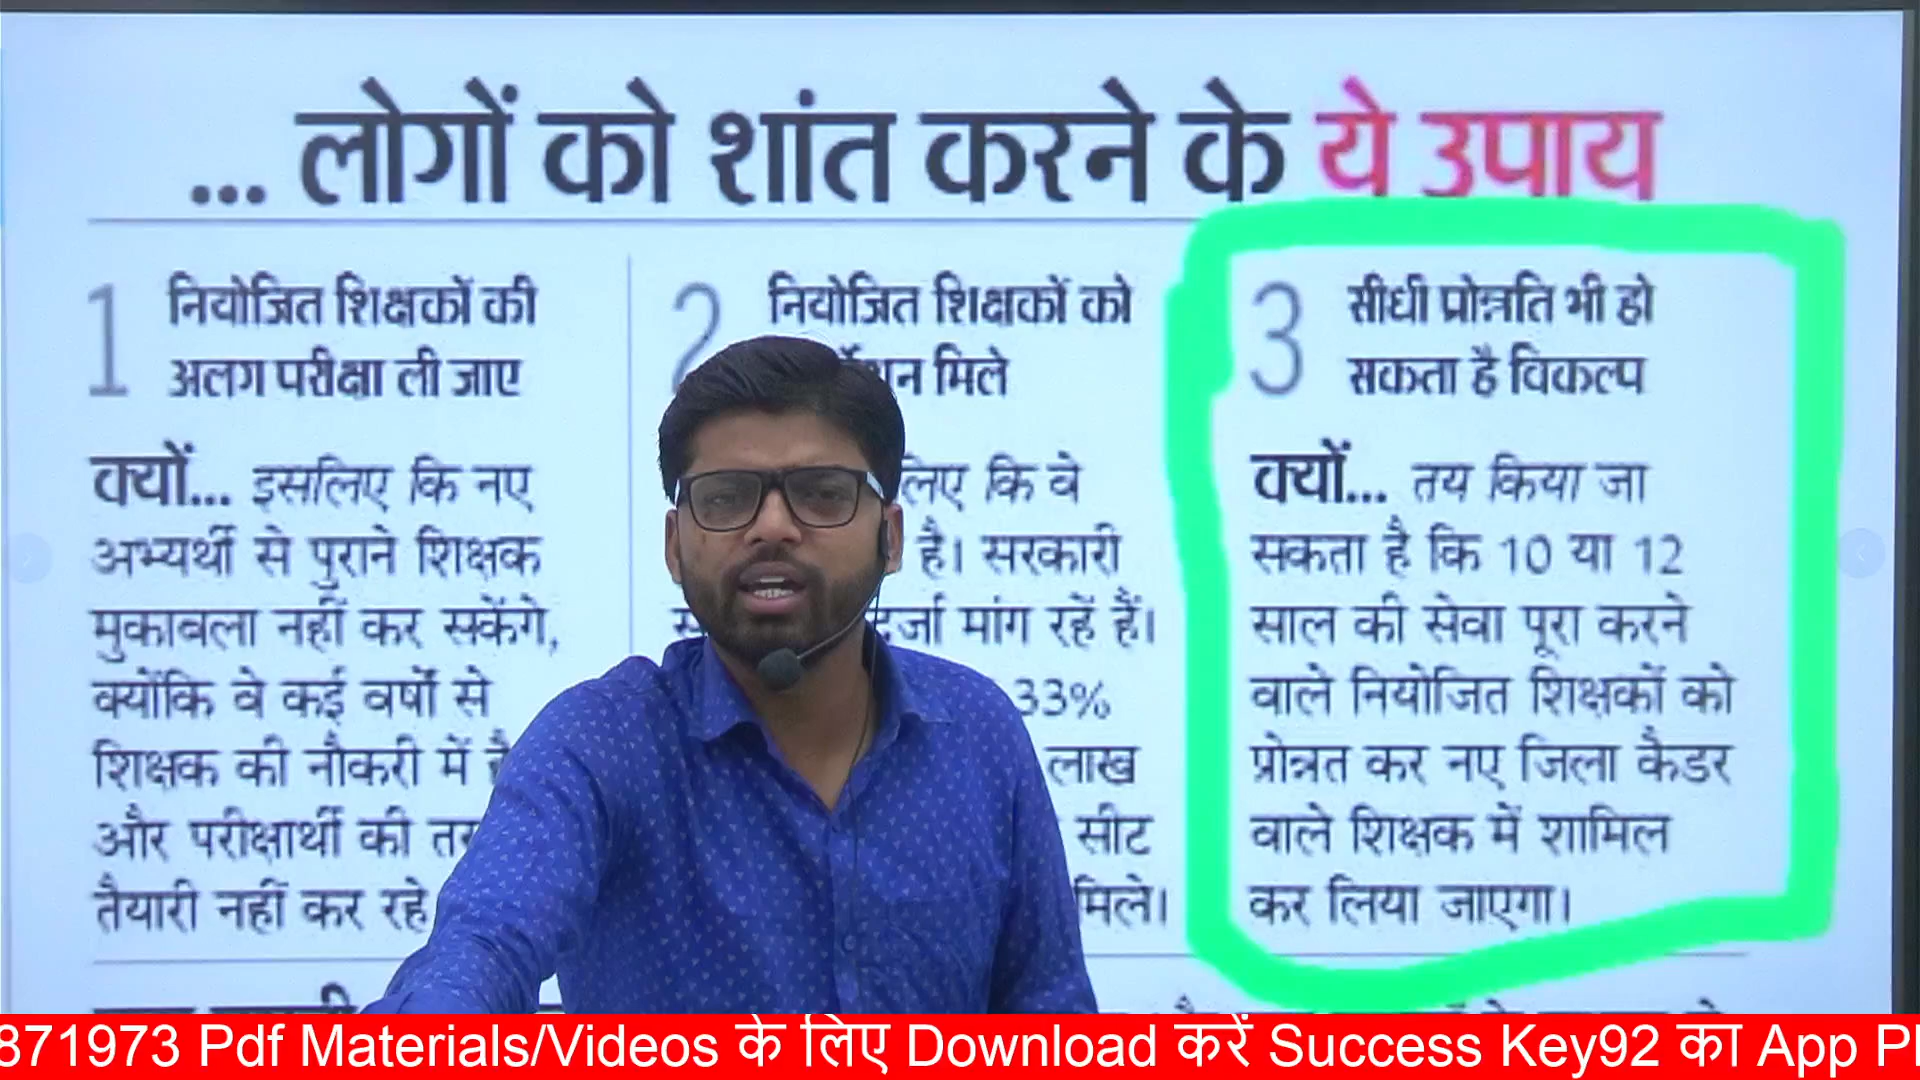 ... लोगों को शांत करने के ये उपाय
1 नियोजित शिक्षकों की
अलग परीक्षा ली जाए
क्यों... इसलिए कि नए
अभ्यर्थी से पुराने शिक्षक
मुकाबला नहीं कर सकेंगे,
क्योंकि वे कई वर्षों से
शिक्षक की नौकरी में
और परीक्षार्थी की
तैयारी नहीं कर रहे
2 नियोजित शिक्षकों को
मिले
कि वे
है। सरकारी
मांग रहें हैं।
33%
लाख
सीट
मिले।
3 सीधी प्रोन्नति भी हो
सकता है विकल्प
क्यों... तय किया जा
सकता है कि 10 या 12
साल की सेवा पूरा करने
वाले नियोजित शिक्षकों को
प्रोन्नत कर नए जिला कैडर
वाले शिक्षक में शामिल
कर लिया जाएगा।
871973 Pdf Materials/Videos के लिए Download करें Success Key92 का App